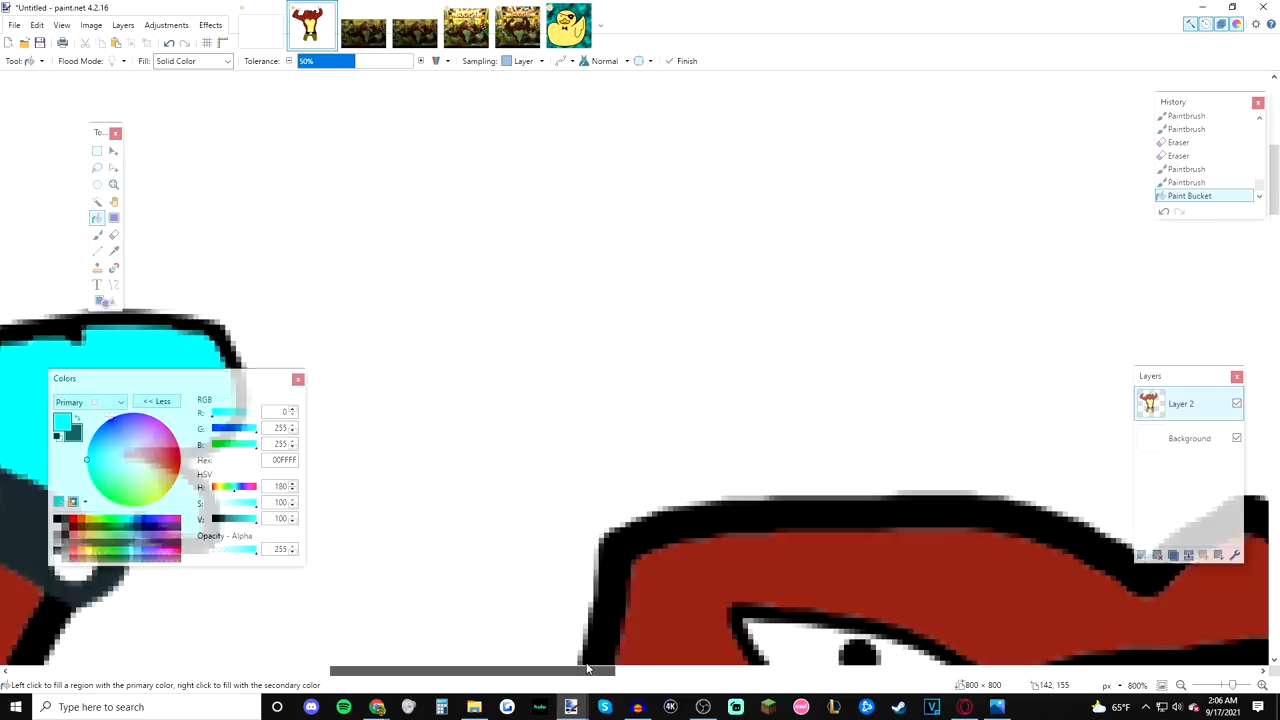 "Untitled - paint.net 4.2.16
File Edit View Image Layers Adjustments Effects
Tool: Flood Mode: Fill: Solid Color Tolerance: 50% Sampling: Layer Normal Finish
History
Paintbrush
Paintbrush
Eraser
Eraser
Paintbrush
Paintbrush
Paint Bucket
To...
Colors
Primary << Less
RGB
R: 0
G: 255
B: 255
Hex: 00FFFF
HSV
H: 180
S: 100
V: 100
Opacity - Alpha
255
Layers
Layer 2
Background
Left click to fill a region with the primary color, right click to fill with the secondary color
800 × 800 142, 155 px 800%
Type here to search
hulu 4K 65°F 2:06 AM
9/17/2021